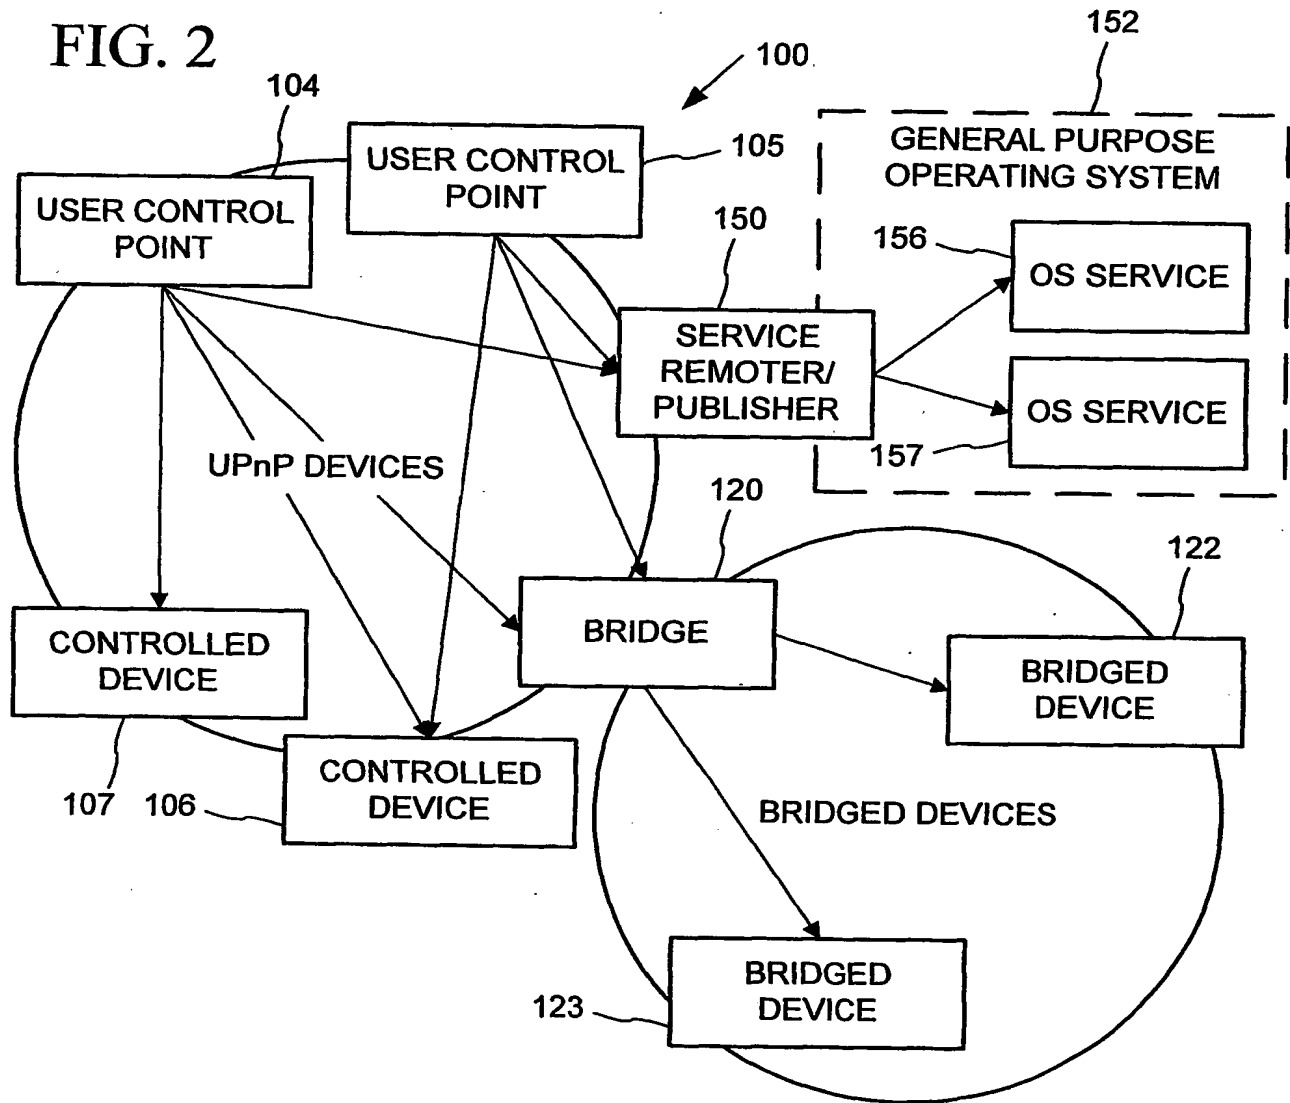 FIG. 2
104
100
152
USER CONTROL
POINT
105
USER CONTROL
POINT
GENERAL PURPOSE
OPERATING SYSTEM
150
156
OS SERVICE
SERVICE
REMOTER/
PUBLISHER
OS SERVICE
157
UPnP DEVICES
120
122
CONTROLLED
DEVICE
BRIDGE
BRIDGED
DEVICE
107
106
CONTROLLED
DEVICE
BRIDGED DEVICES
BRIDGED
DEVICE
123